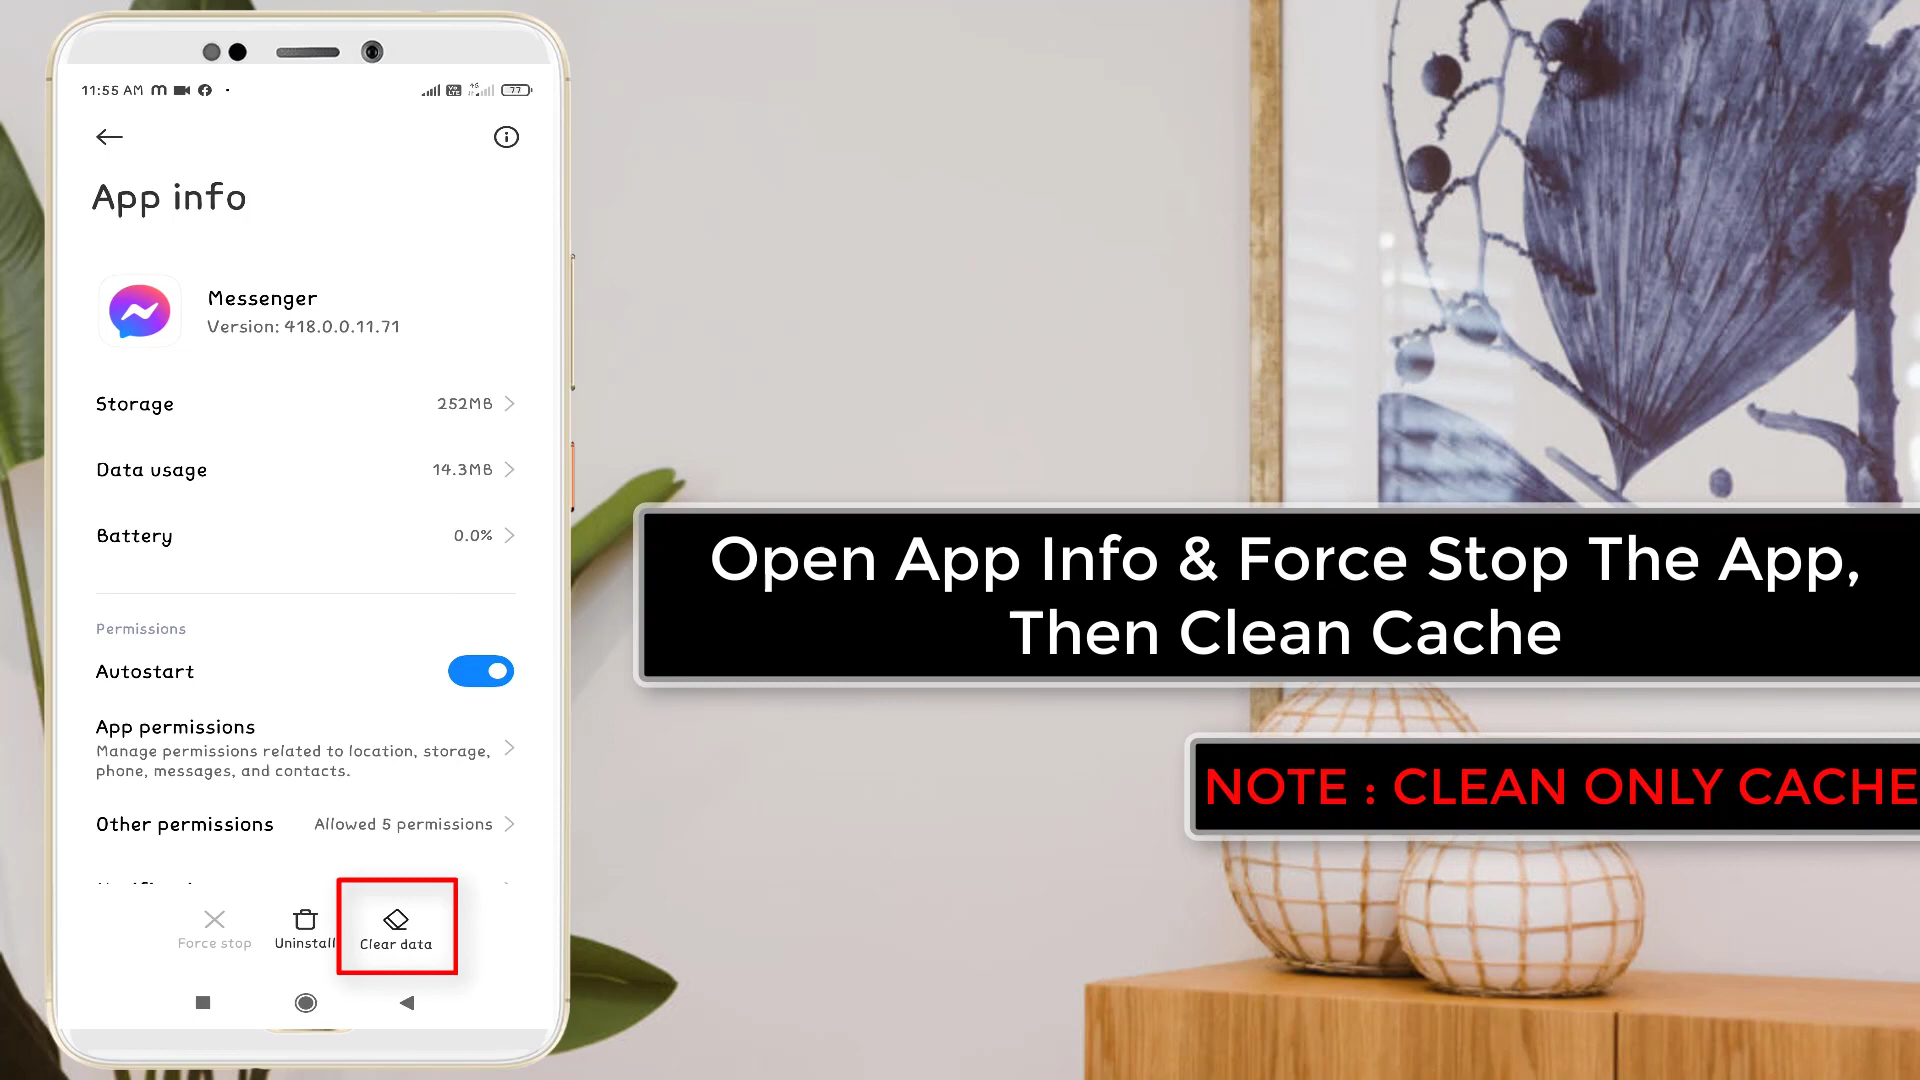 11:55 AM
77
App info
Messenger
Version: 418.0.0.11.71
Storage 252MB
Data usage 14.3MB
Battery 0.0%
Permissions
Autostart
App permissions
Manage permissions related to location, storage,
phone, messages, and contacts.
Other permissions Allowed 5 permissions
Force stop Uninstall Clear data
Open App Info & Force Stop The App,
Then Clean Cache
NOTE : CLEAN ONLY CACHE